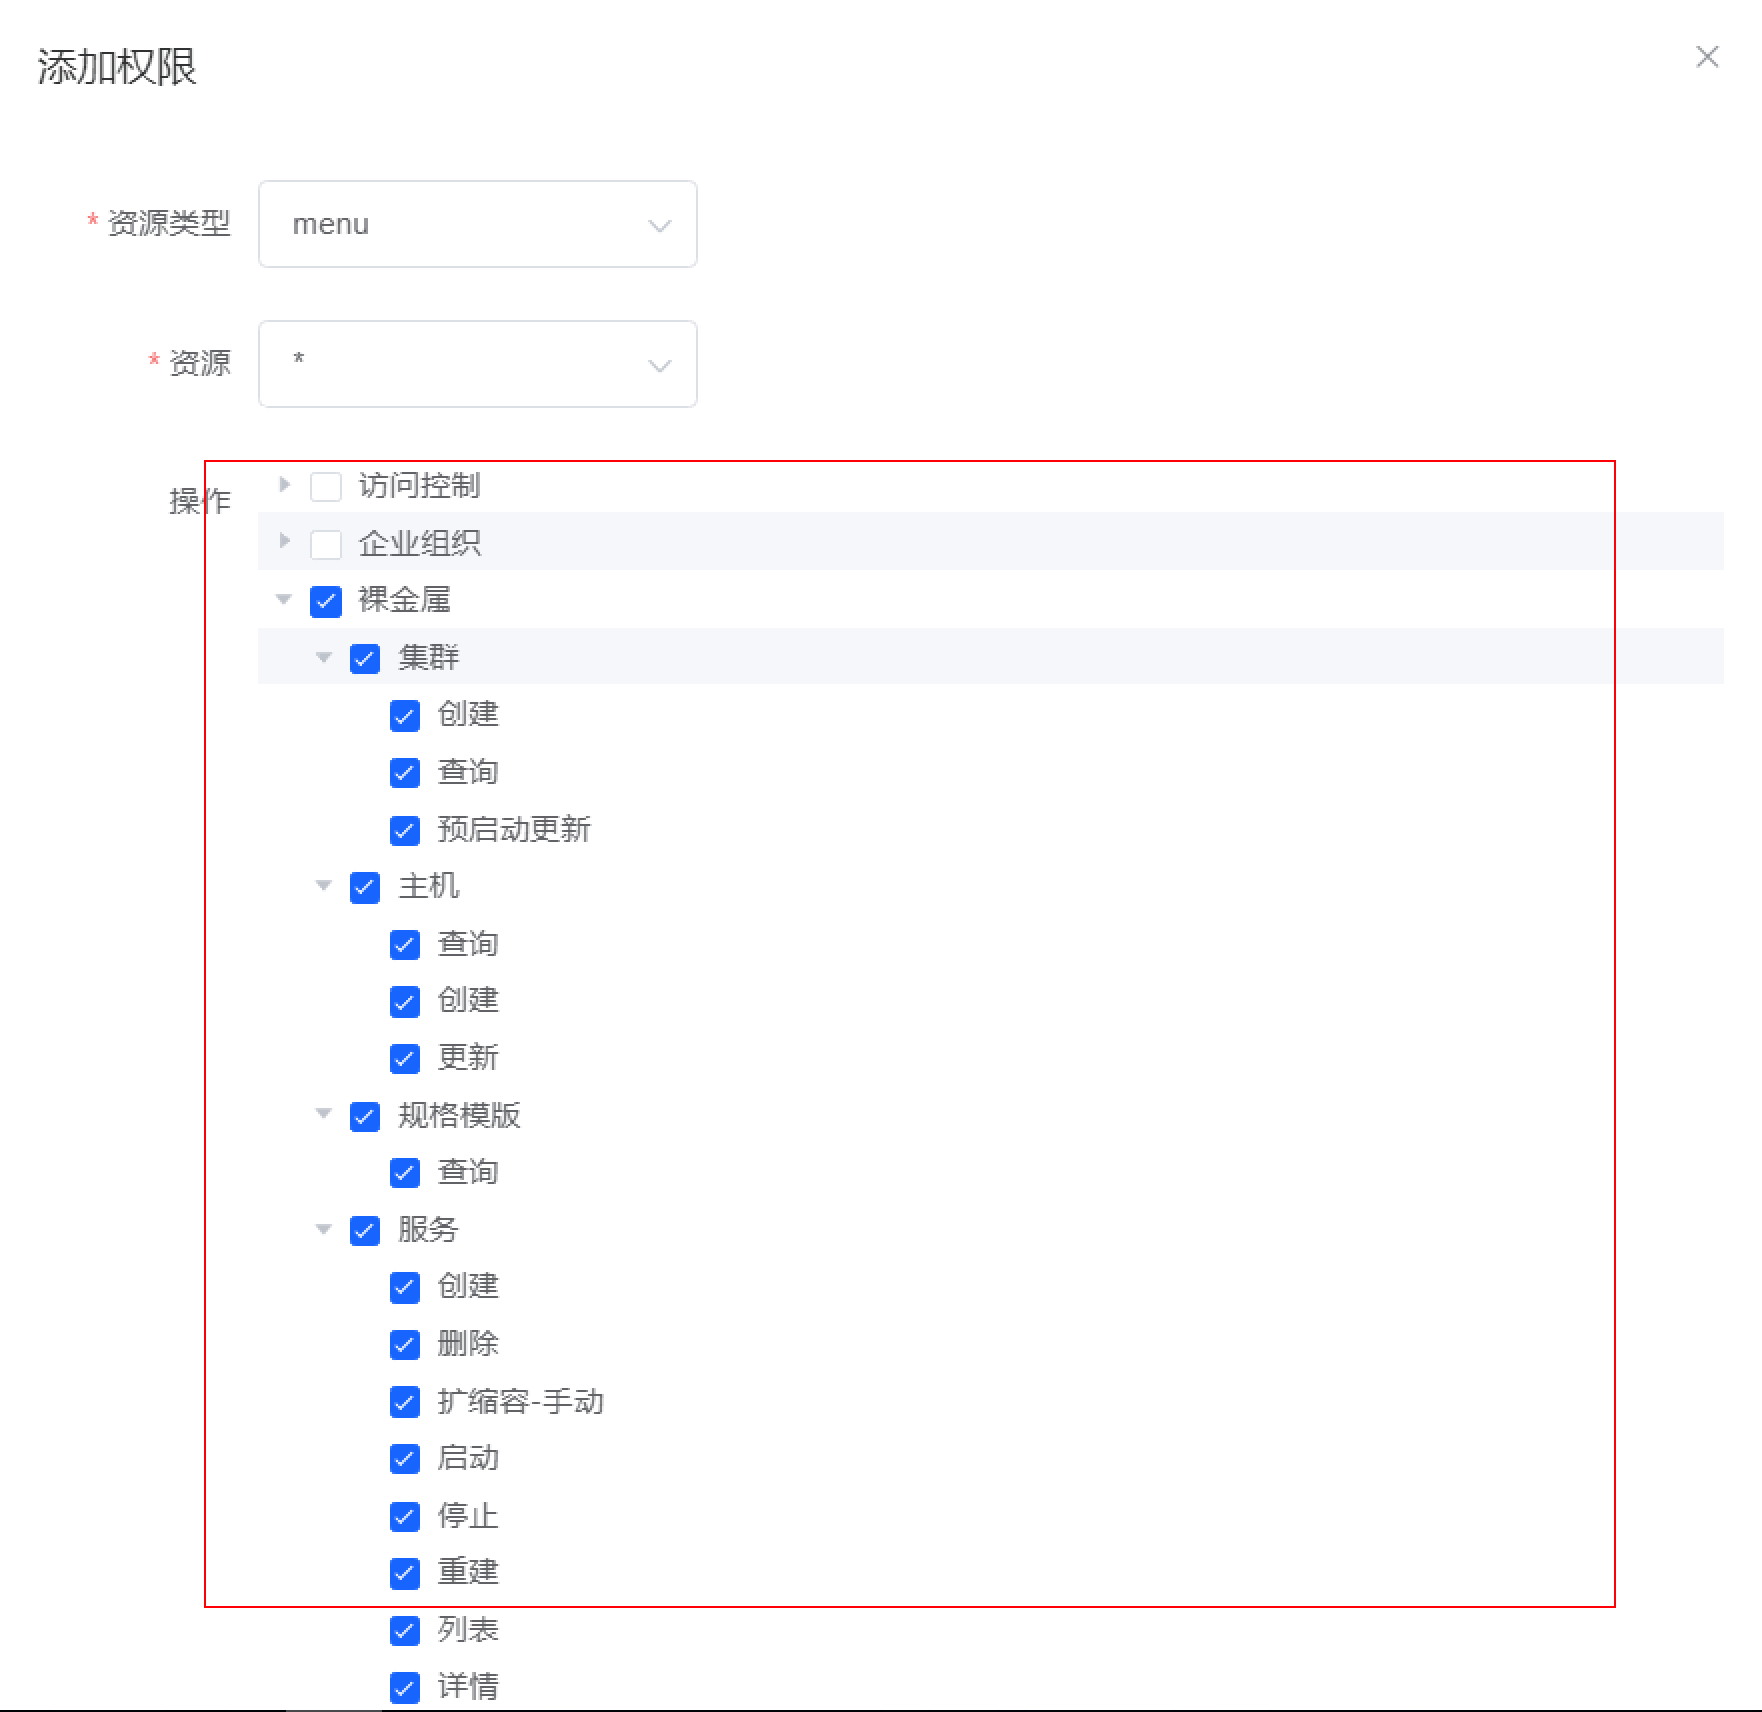 添加权限
* 资源类型 menu
* 资源 *
操作 访问控制
企业组织
裸金属
集群
创建
查询
预启动更新
主机
查询
创建
更新
规格模版
查询
服务
创建
删除
扩缩容-手动
启动
停止
重建
列表
详情